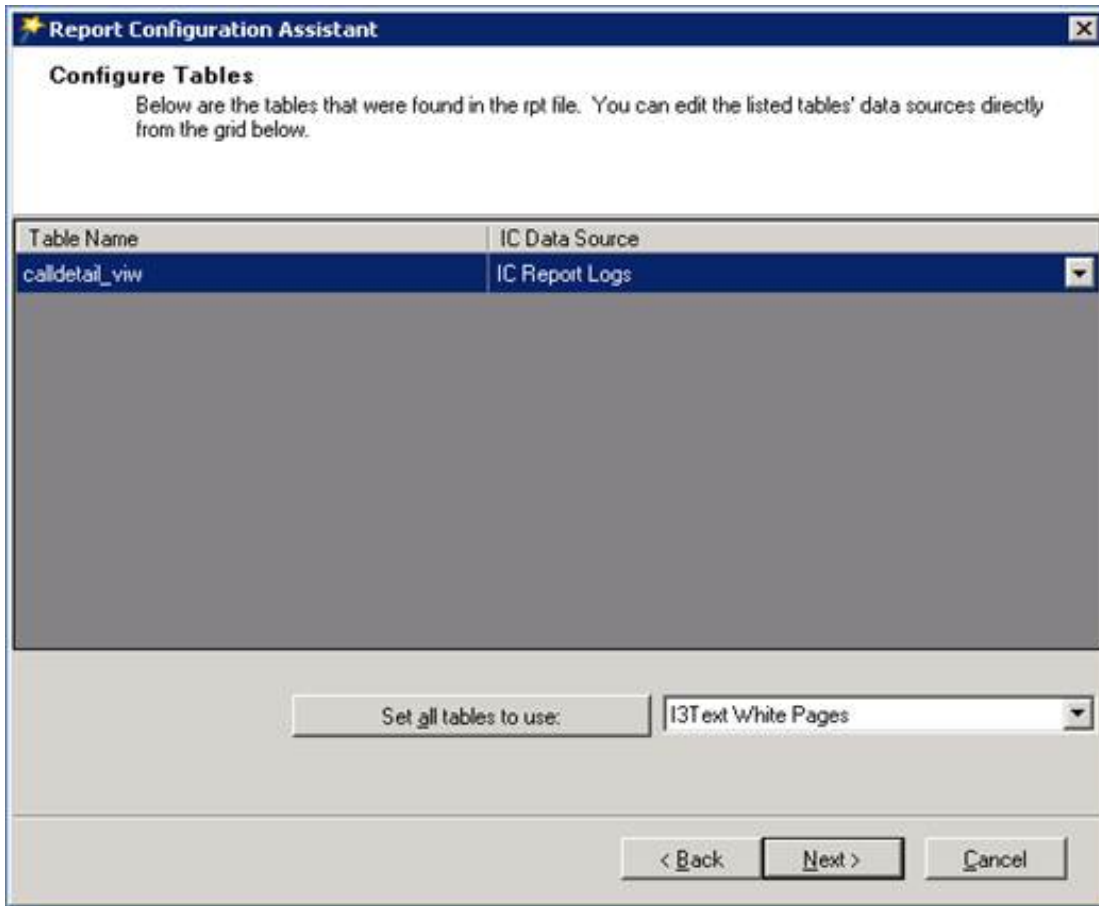 Report Configuration Assistant
Configure Tables
Below are the tables that were found in the rpt file. You can edit the listed tables' data sources directly
from the grid below.
Table Name IC Data Source
calldetail_viw IC Report Logs
Set all tables to use: I3Text White Pages
< Back Next > Cancel